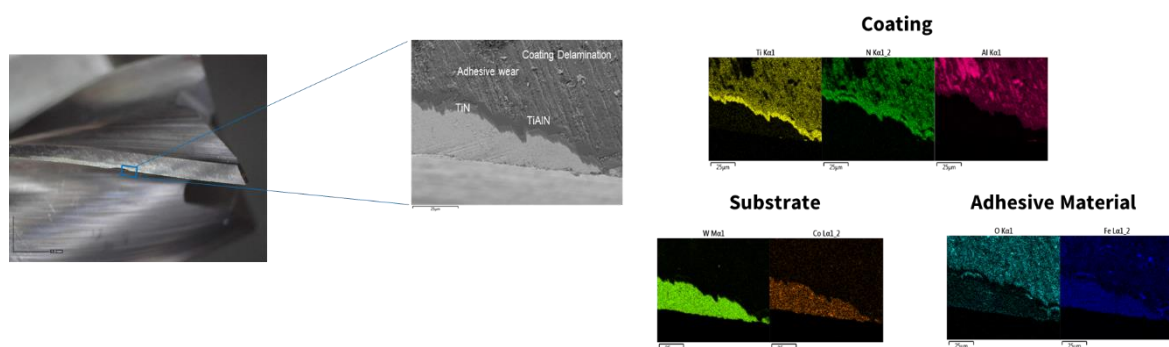 Coating
Ti Kα1
N Kα1_2
Al Kα1
Coating Delamination
Adhesive wear
TiN
TiAlN
25μm
25μm
25μm
25μm
Substrate
Adhesive Material
W Mα1
Co Lα1_2
O Kα1
Fe Lα1_2
25μm
25μm